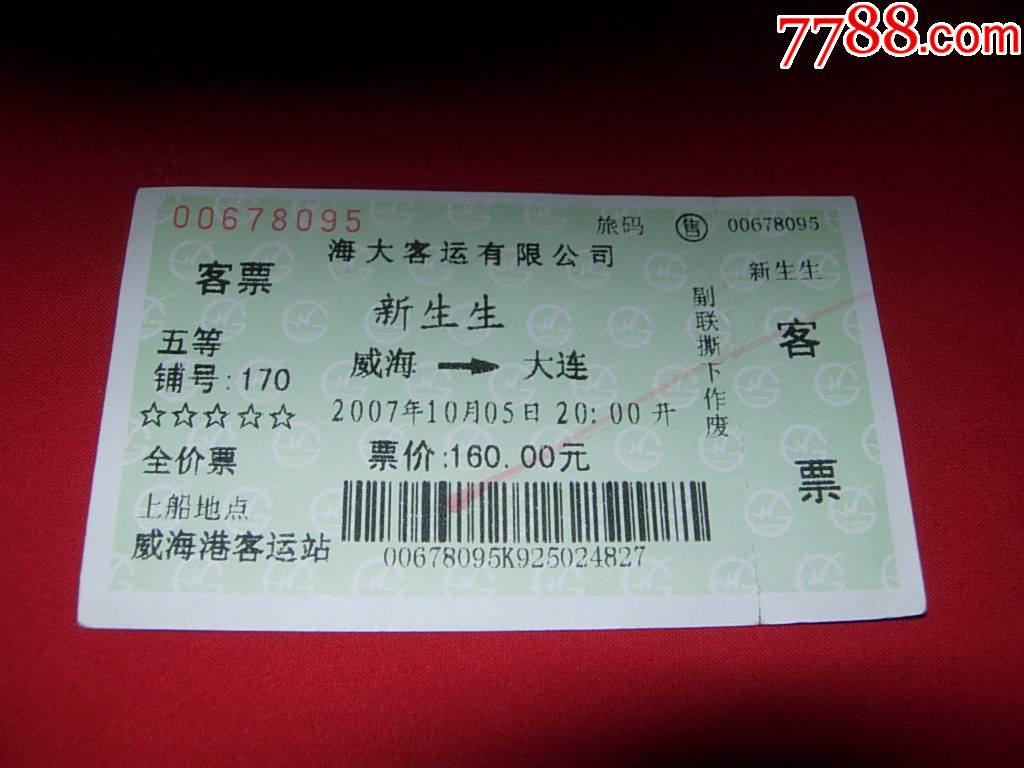 7788.com
00678095
旅码 售 00678095
海大客运有限公司
客票
新生生
新生生
五等
威海 → 大连
铺号:170
☆☆☆☆☆
2007年10月05日 20:00 开
全价票
票价:160.00元
上船地点
威海港客运站
00678095K925024827
副联撕下作废
客票